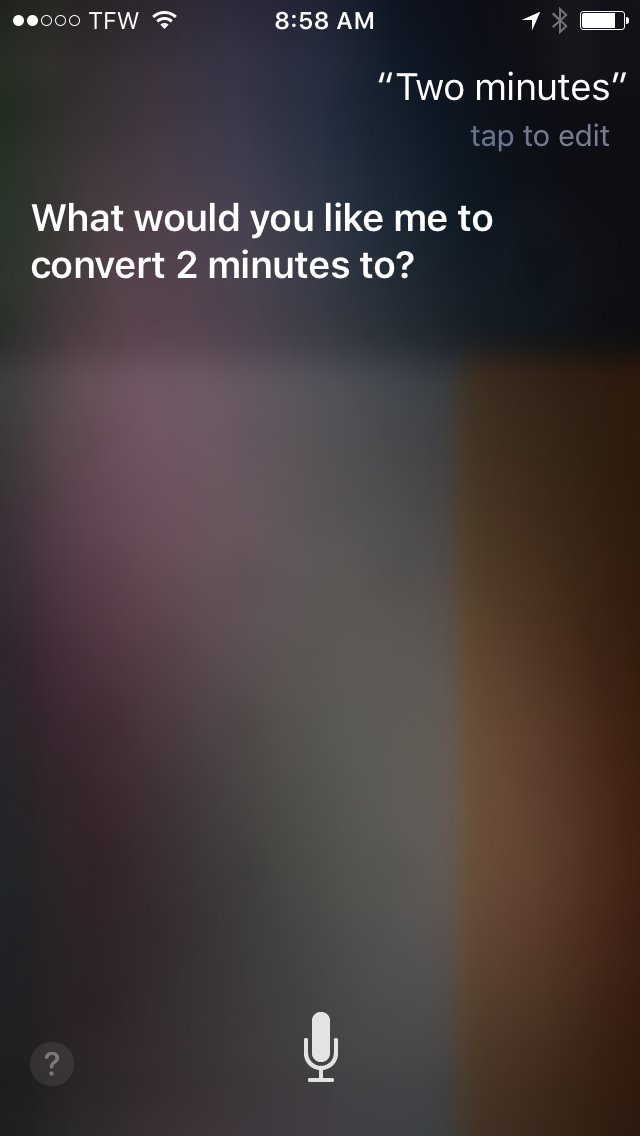 TFW 8:58 AM
“Two minutes”
tap to edit
What would you like me to
convert 2 minutes to?
?